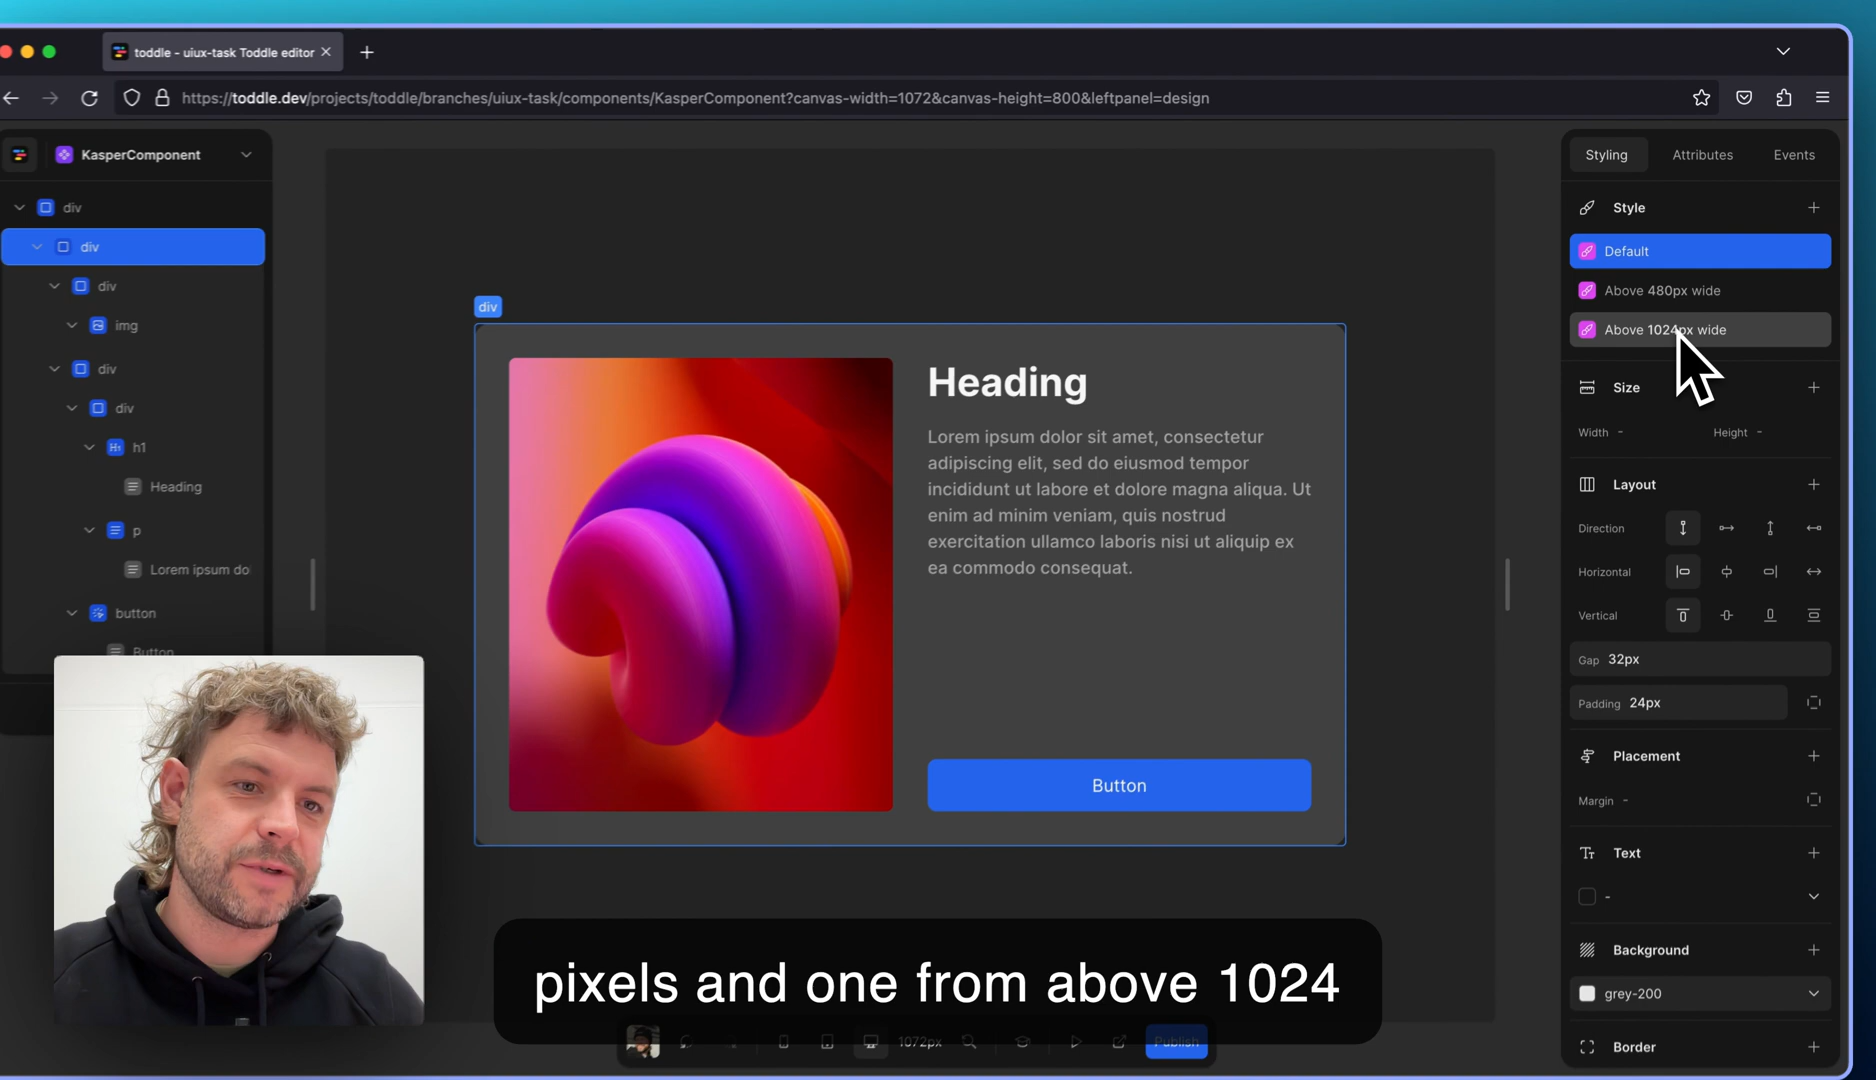 toddle - uiux-task Toddle editor
https://toddle.dev/projects/toddle/branches/uiux-task/components/KasperComponent?canvas-width=1072&canvas-height=800&leftpanel=design
KasperComponent
div
div
div
img
div
div
H1 h1
Heading
p
Lorem ipsum do
button
Button
div
Heading
Lorem ipsum dolor sit amet, consectetur
adipiscing elit, sed do eiusmod tempor
incididunt ut labore et dolore magna aliqua. Ut
enim ad minim veniam, quis nostrud
exercitation ullamco laboris nisi ut aliquip ex
ea commodo consequat.
Button
Styling Attributes Events
Style
Default
Above 480px wide
Above 1024px wide
Size
Width - Height -
Layout
Direction
Horizontal
Vertical
Gap 32px
Padding 24px
Placement
Margin -
Tт Text
-
Background
grey-200
Border
pixels and one from above 1024
1072px
Publish